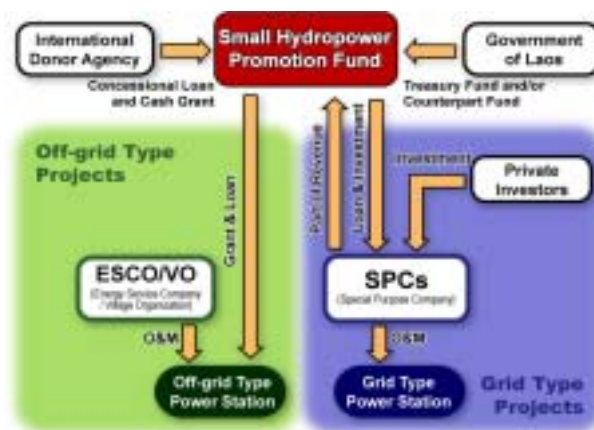 International
Donor Agency
Small Hydropower
Promotion Fund
Government
of Laos
Concessional Loan
and Cash Grant
Treasury Fund and/or
Counterpart Fund
Off-grid Type
Projects
Grant & Loan
Part of Revenue
Loan & Investment
Investment
Private
Investors
ESCO/VO
(Energy Service Company
/ Village Organization)
SPCs
(Special Purpose Company)
O&M
O&M
Off-grid Type
Power Station
Grid Type
Power Station
Grid Type
Projects